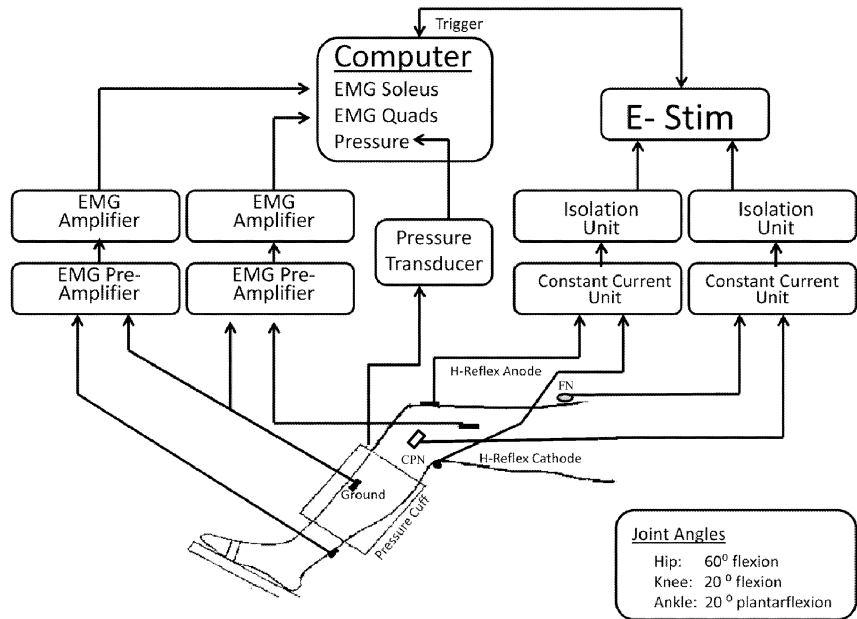 Trigger
Computer
EMG Soleus
EMG Quads
Pressure
E- Stim
EMG
Amplifier
EMG
Amplifier
Pressure
Transducer
Isolation
Unit
Isolation
Unit
EMG Pre-
Amplifier
EMG Pre-
Amplifier
Constant Current
Unit
Constant Current
Unit
H-Reflex Anode
FN
CPN
H-Reflex Cathode
Ground
Pressure Cuff
Joint Angles
Hip: 60⁰ flexion
Knee: 20 ⁰ flexion
Ankle: 20 ⁰ plantarflexion